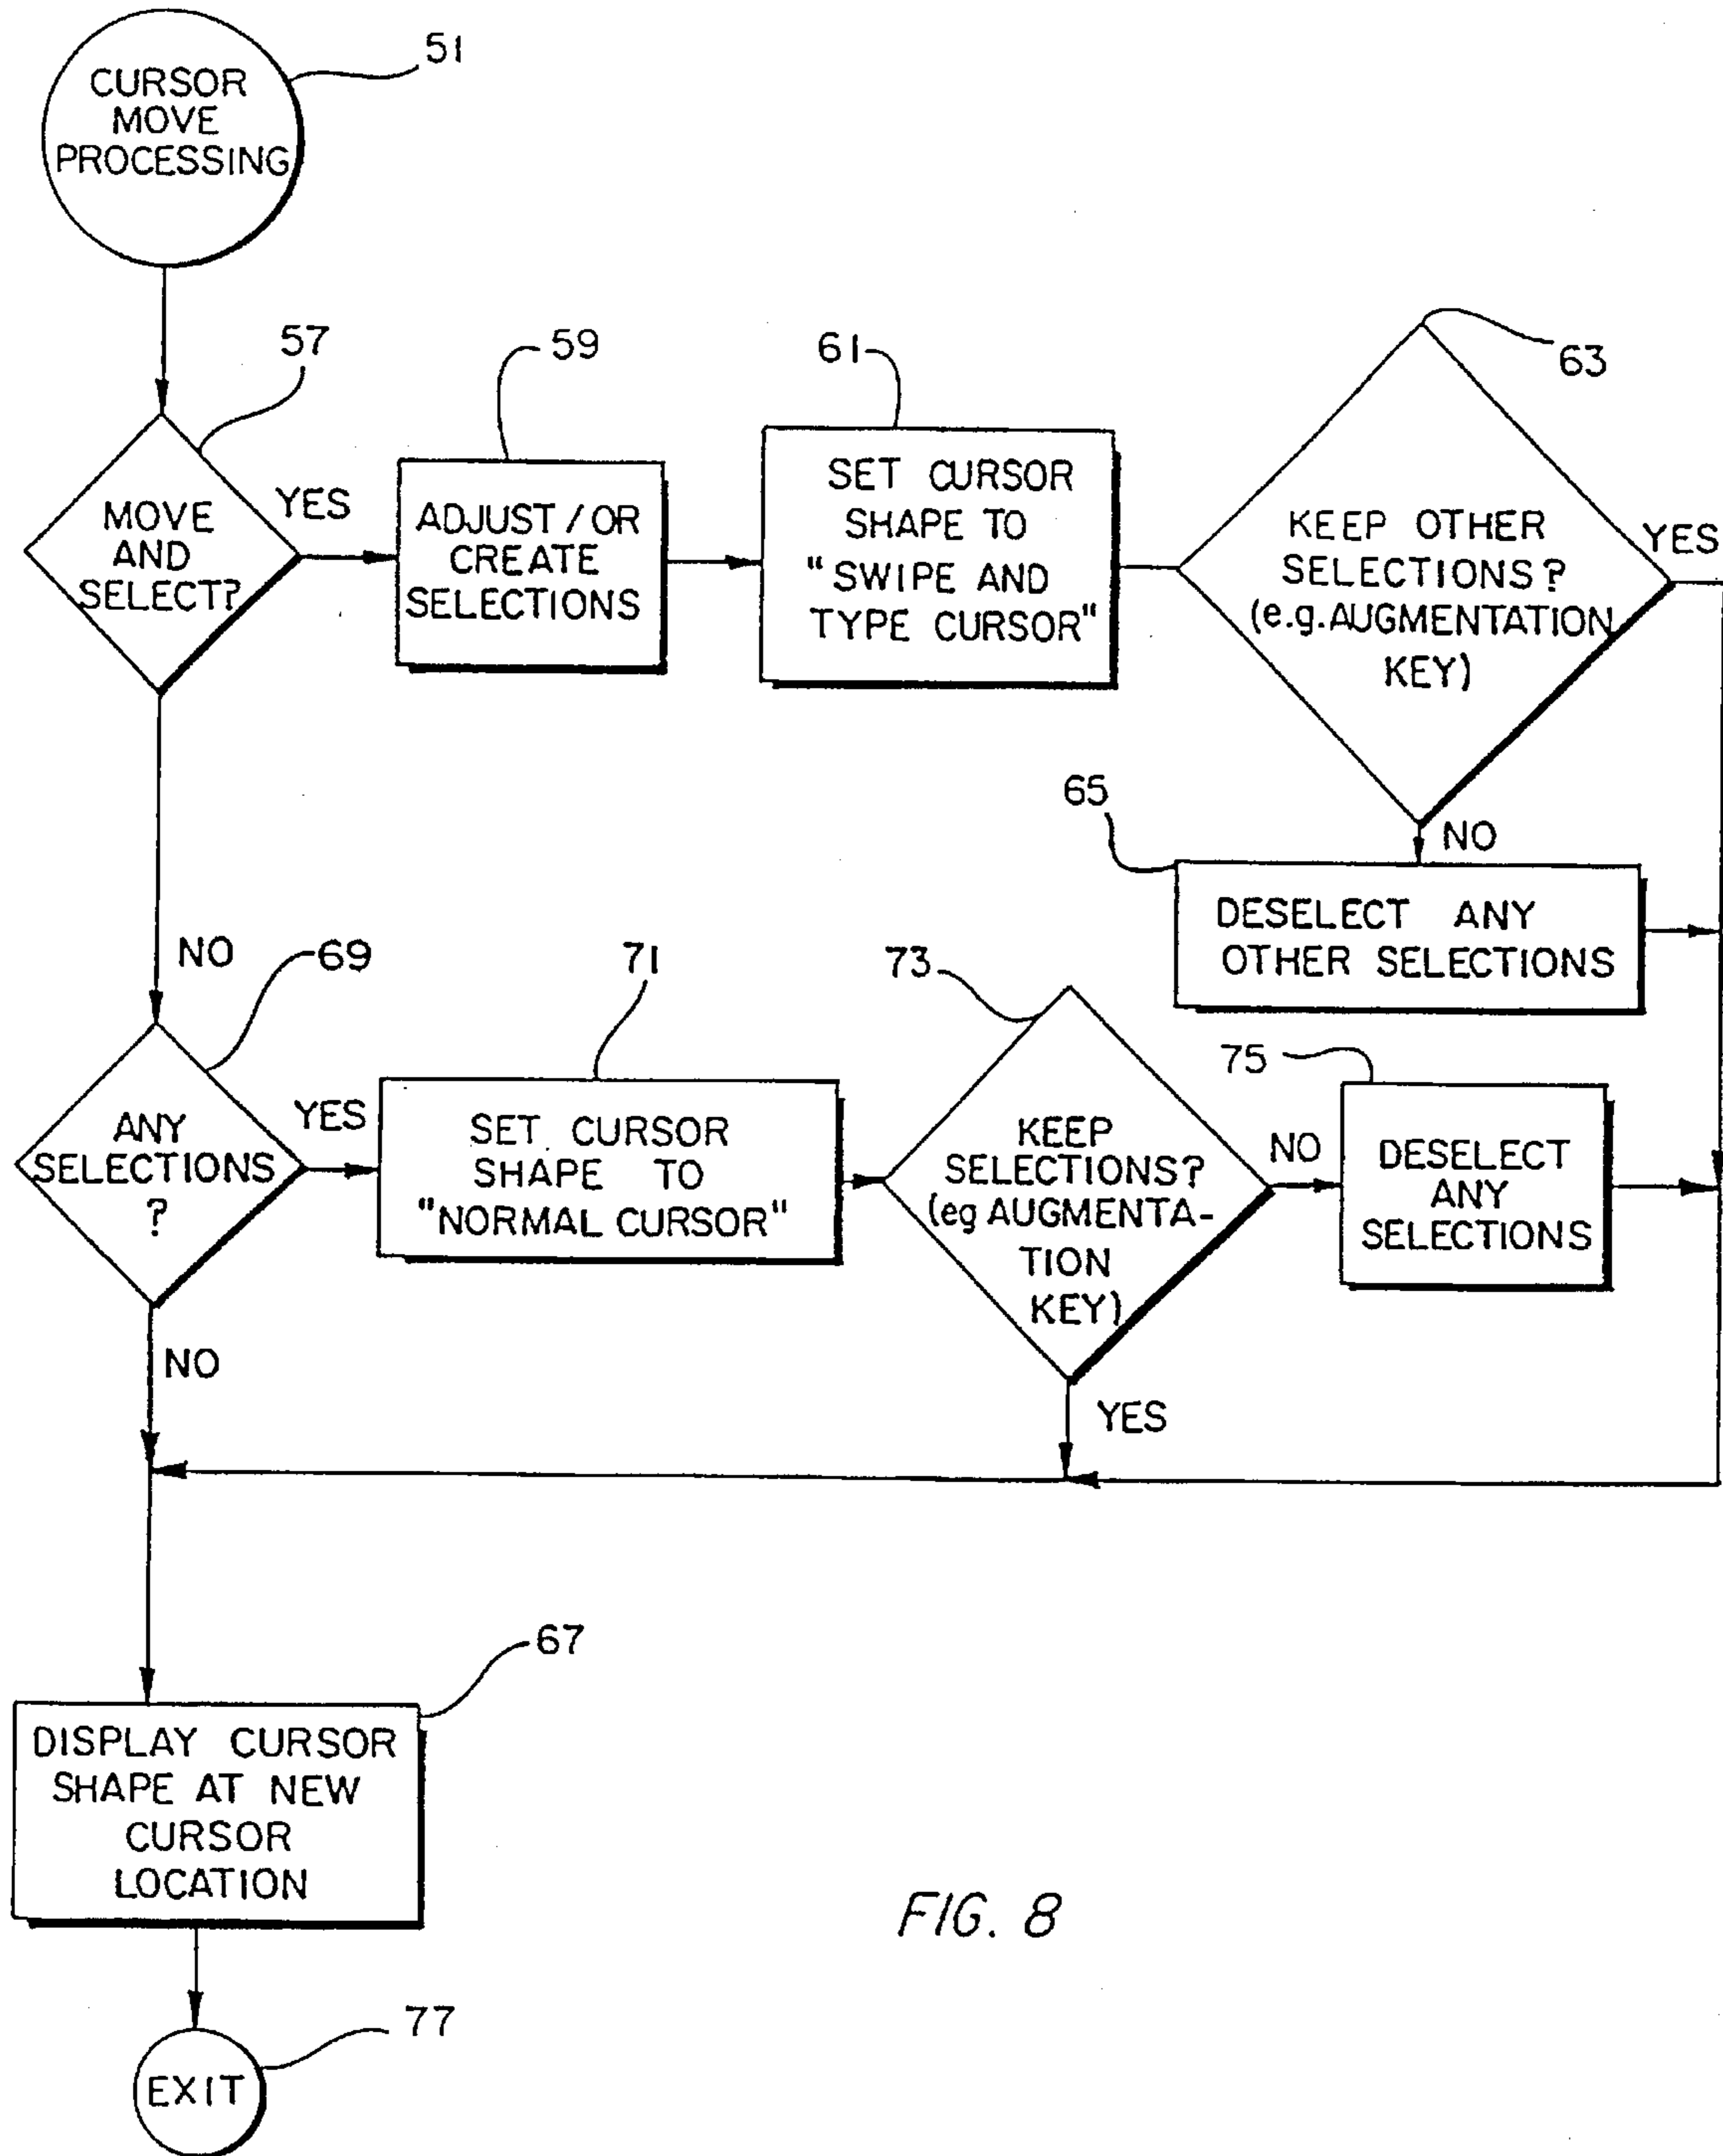 51
CURSOR
MOVE
PROCESSING
57
MOVE
AND
SELECT?
YES
59
ADJUST/OR
CREATE
SELECTIONS
61
SET CURSOR
SHAPE TO
"SWIPE AND
TYPE CURSOR"
63
KEEP OTHER
SELECTIONS?
(e.g. AUGMENTATION
KEY)
YES
NO
65
DESELECT ANY
OTHER SELECTIONS
NO
69
ANY
SELECTIONS
?
YES
71
SET CURSOR
SHAPE TO
"NORMAL CURSOR"
73
KEEP
SELECTIONS?
(eg AUGMENTA-
TION
KEY)
NO
75
DESELECT
ANY
SELECTIONS
NO
YES
67
DISPLAY CURSOR
SHAPE AT NEW
CURSOR
LOCATION
FIG. 8
77
EXIT